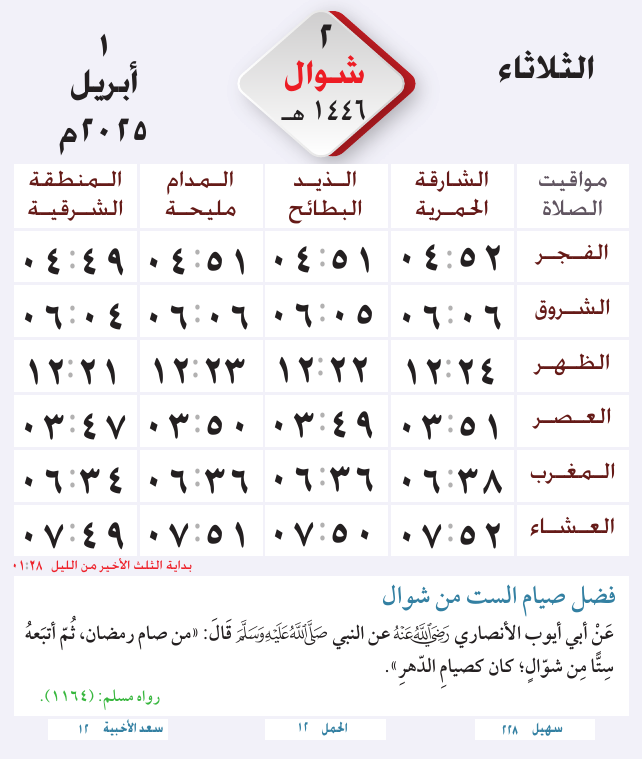 الثلاثاء
٢
شوال
١٤٤٦ هـ
١
أبريل
٢٠٢٥م
مواقيت الصلاة | الشارقة الحمرية | الذيد البطائح | المدام مليحة | المنطقة الشرقية
الفجر ٠٤:٥٢ ٠٤:٥١ ٠٤:٥١ ٠٤:٤٩
الشروق ٠٦:٠٦ ٠٦:٠٥ ٠٦:٠٦ ٠٦:٠٤
الظهر ١٢:٢٤ ١٢:٢٢ ١٢:٢٣ ١٢:٢١
العصر ٠٣:٥١ ٠٣:٤٩ ٠٣:٥٠ ٠٣:٤٧
المغرب ٠٦:٣٨ ٠٦:٣٦ ٠٦:٣٦ ٠٦:٣٤
العشاء ٠٧:٥٢ ٠٧:٥٠ ٠٧:٥١ ٠٧:٤٩
بداية الثلث الأخير من الليل ٠١:٢٨
فضل صيام الست من شوال
عَنْ أبي أيوب الأنصاري رَضِيَ اللَّهُ عَنْهُ عن النبي صَلَّى اللَّهُ عَلَيْهِ وَسَلَّمَ قَالَ: «من صام رمضان، ثُمّ أتبَعهُ
سِتًّا مِن شوّالٍ؛ كان كصيامِ الدّهرِ».
رواه مسلم: (١١٦٤).
سهيل ٢٢٨
الحمل ١٢
سعد الأخبية ١٢